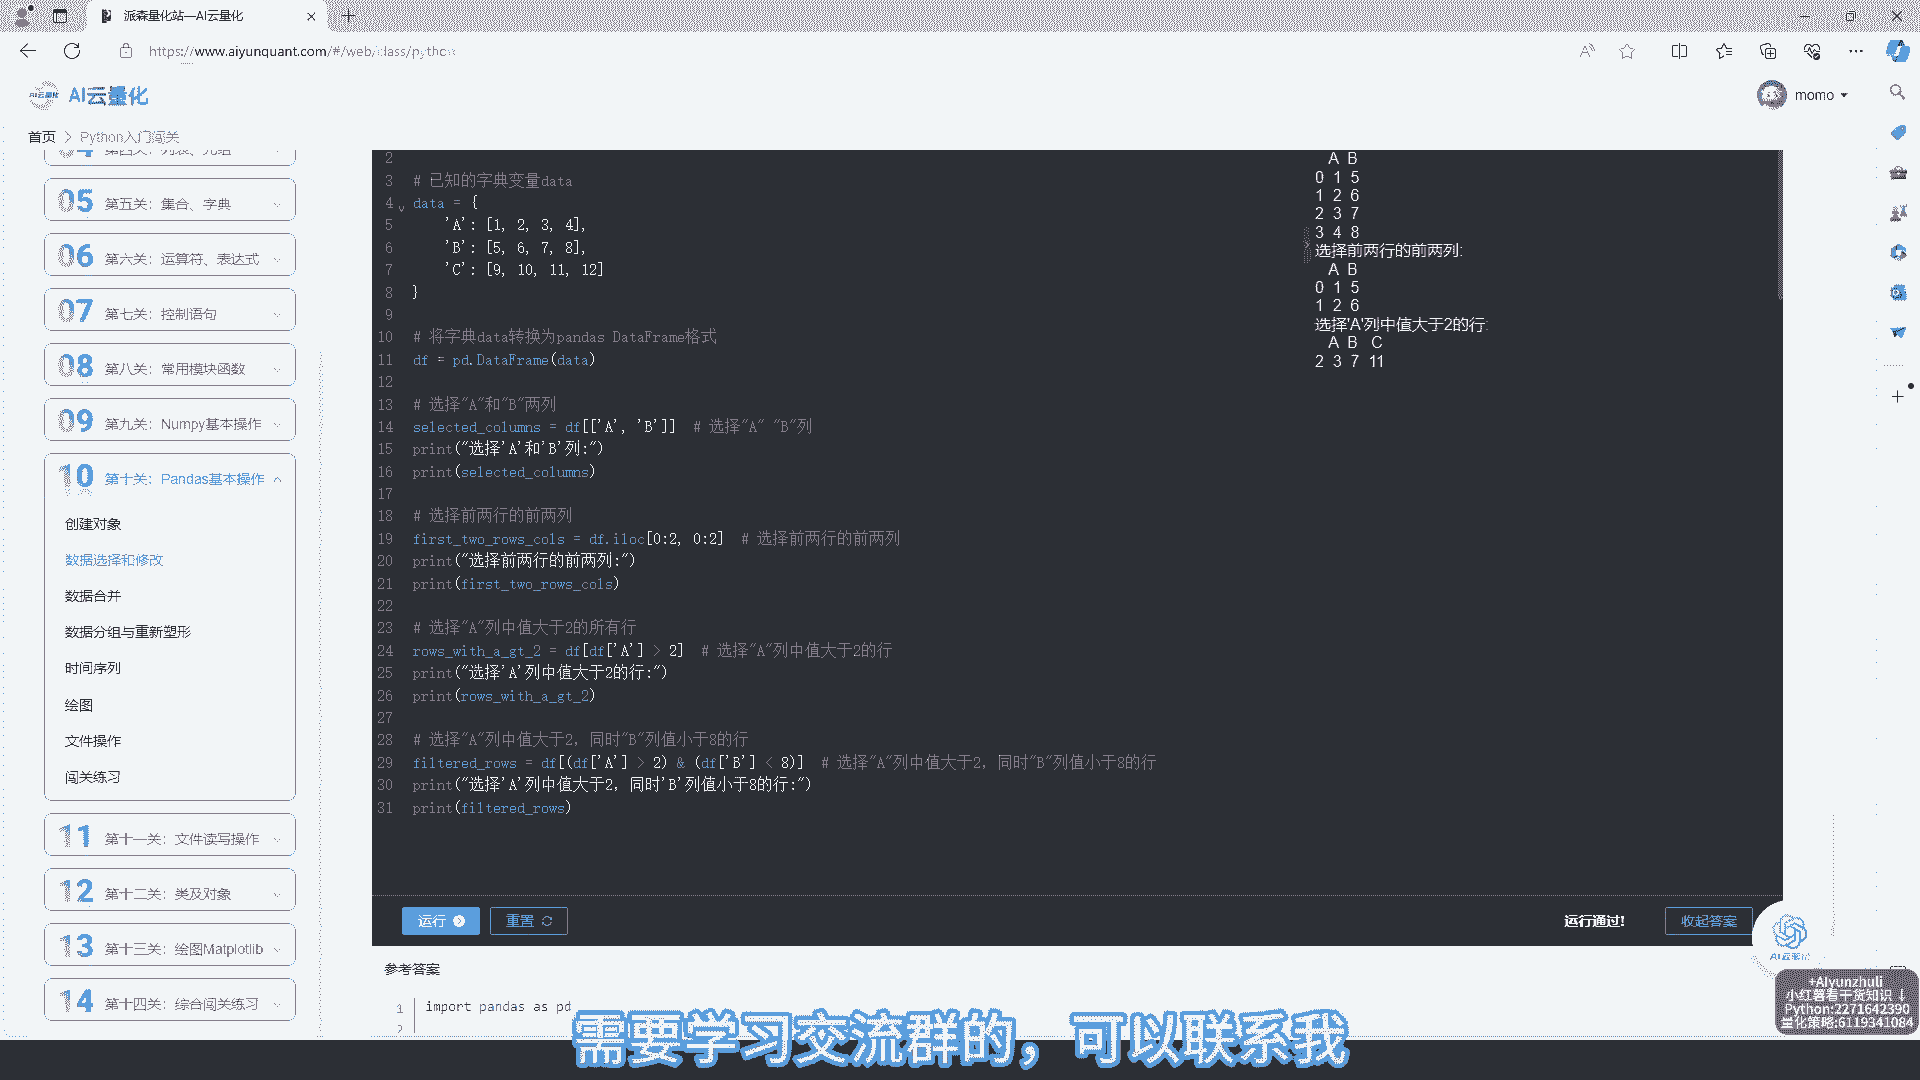 派森量化站—AI云量化
https://www.aiyunquant.com/#/web/class/python
AI云量化
momo
首页 > Python入门闯关
04 第四关：列表、元组
05 第五关：集合、字典
06 第六关：运算符、表达式
07 第七关：控制语句
08 第八关：常用模块函数
09 第九关：Numpy基本操作
10 第十关：Pandas基本操作
创建对象
数据选择和修改
数据合并
数据分组与重新塑形
时间序列
绘图
文件操作
闯关练习
11 第十一关：文件读写操作
12 第十二关：类及对象
13 第十三关：绘图Matplotlib
14 第十四关：综合闯关练习
2
3 # 已知的字典变量data
4 data = {
5 'A': [1, 2, 3, 4],
6 'B': [5, 6, 7, 8],
7 'C': [9, 10, 11, 12]
8 }
9
10 # 将字典data转换为pandas DataFrame格式
11 df = pd.DataFrame(data)
12
13 # 选择"A"和"B"两列
14 selected_columns = df[['A', 'B']] # 选择"A" "B"列
15 print("选择'A'和'B'列:")
16 print(selected_columns)
17
18 # 选择前两行的前两列
19 first_two_rows_cols = df.iloc[0:2, 0:2] # 选择前两行的前两列
20 print("选择前两行的前两列:")
21 print(first_two_rows_cols)
22
23 # 选择"A"列中值大于2的所有行
24 rows_with_a_gt_2 = df[df['A'] > 2] # 选择"A"列中值大于2的行
25 print("选择'A'列中值大于2的行:")
26 print(rows_with_a_gt_2)
27
28 # 选择"A"列中值大于2，同时"B"列值小于8的行
29 filtered_rows = df[(df['A'] > 2) & (df['B'] < 8)] # 选择"A"列中值大于2，同时"B"列值小于8的行
30 print("选择'A'列中值大于2，同时'B'列值小于8的行:")
31 print(filtered_rows)
A B
0 1 5
1 2 6
2 3 7
3 4 8
选择前两行的前两列:
A B
0 1 5
1 2 6
选择'A'列中值大于2的行:
A B C
2 3 7 11
运行
重置
运行通过!
收起答案
参考答案
1 import pandas as pd
2
+AIyunzhuli
小红薯看干货知识↓
Python:2271642390
量化策略:6119341084
需要学习交流群的，可以联系我